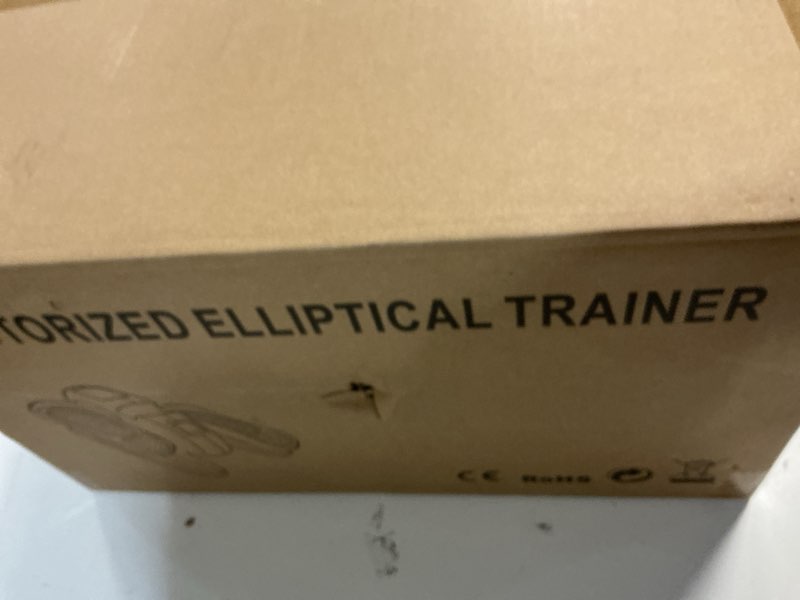 TORIZED ELLIPTICAL TRAINER
CE RoHS